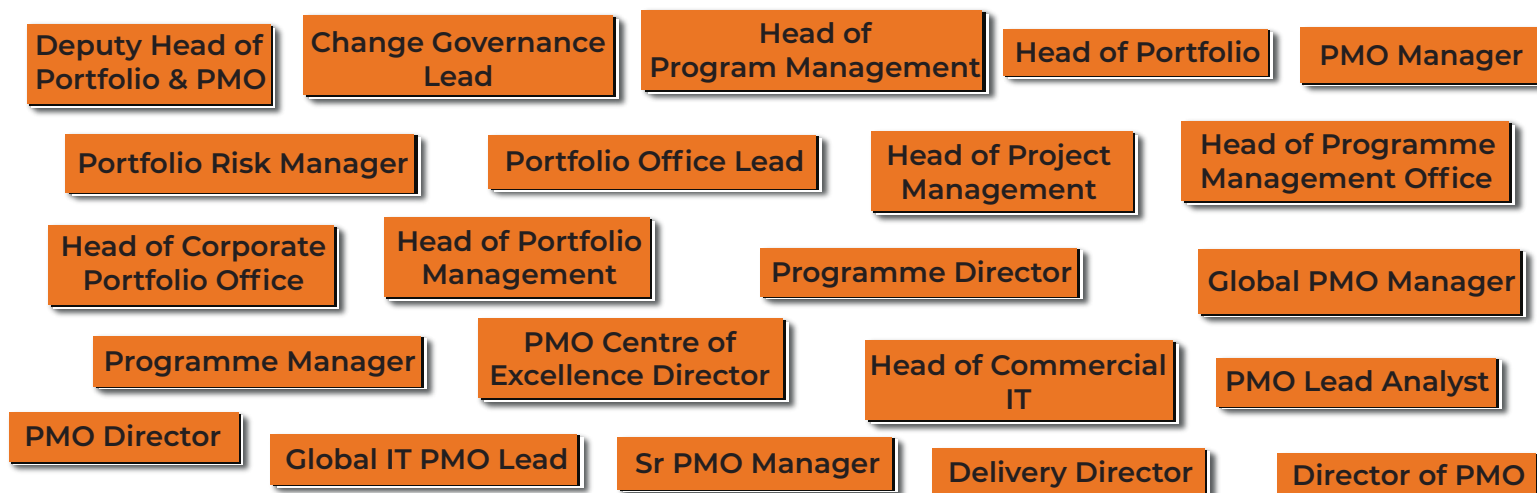 Deputy Head of
Portfolio & PMO
Change Governance
Lead
Head of
Program Management
Head of Portfolio
PMO Manager
Portfolio Risk Manager
Portfolio Office Lead
Head of Project
Management
Head of Programme
Management Office
Head of Corporate
Portfolio Office
Head of Portfolio
Management
Programme Director
Global PMO Manager
Programme Manager
PMO Centre of
Excellence Director
Head of Commercial
IT
PMO Lead Analyst
PMO Director
Global IT PMO Lead
Sr PMO Manager
Delivery Director
Director of PMO